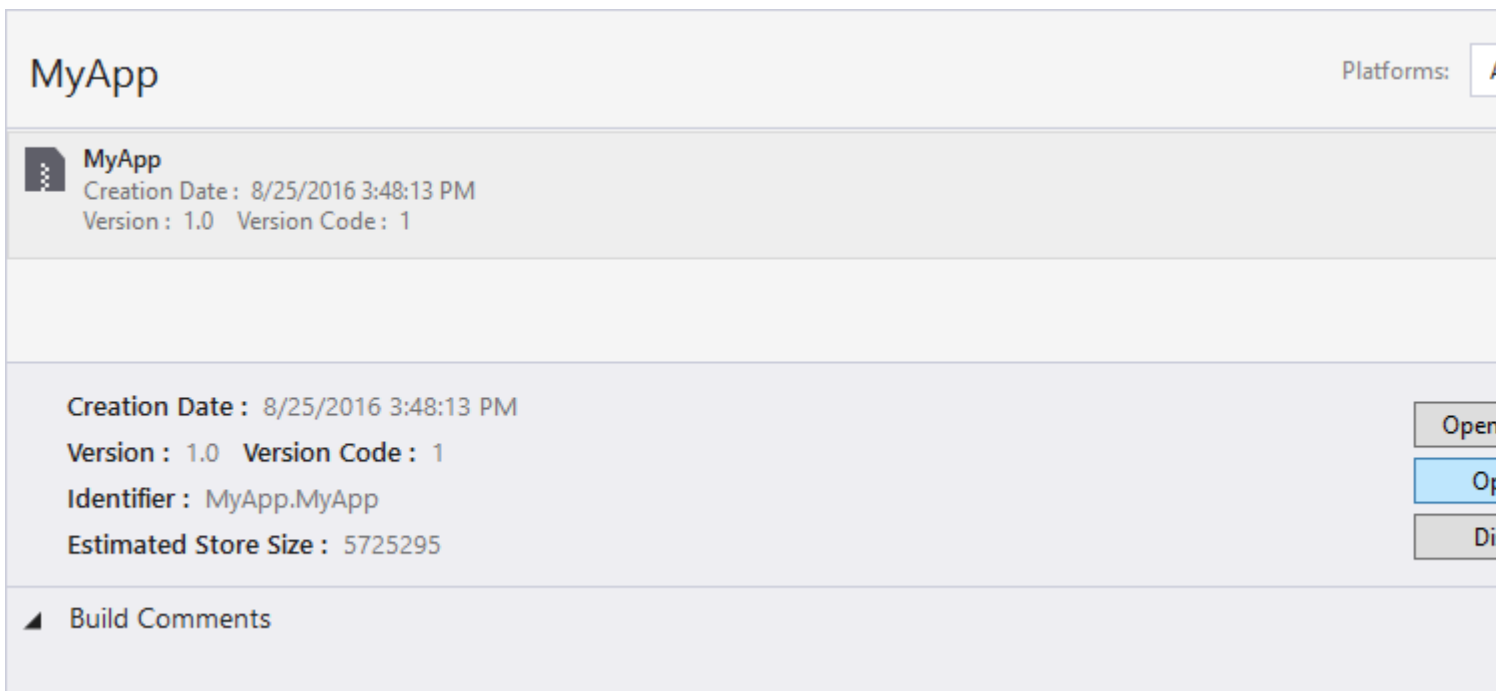 MyApp
Platforms:
MyApp
Creation Date : 8/25/2016 3:48:13 PM
Version : 1.0 Version Code : 1
Creation Date : 8/25/2016 3:48:13 PM
Version : 1.0 Version Code : 1
Identifier : MyApp.MyApp
Estimated Store Size : 5725295
Open
Build Comments